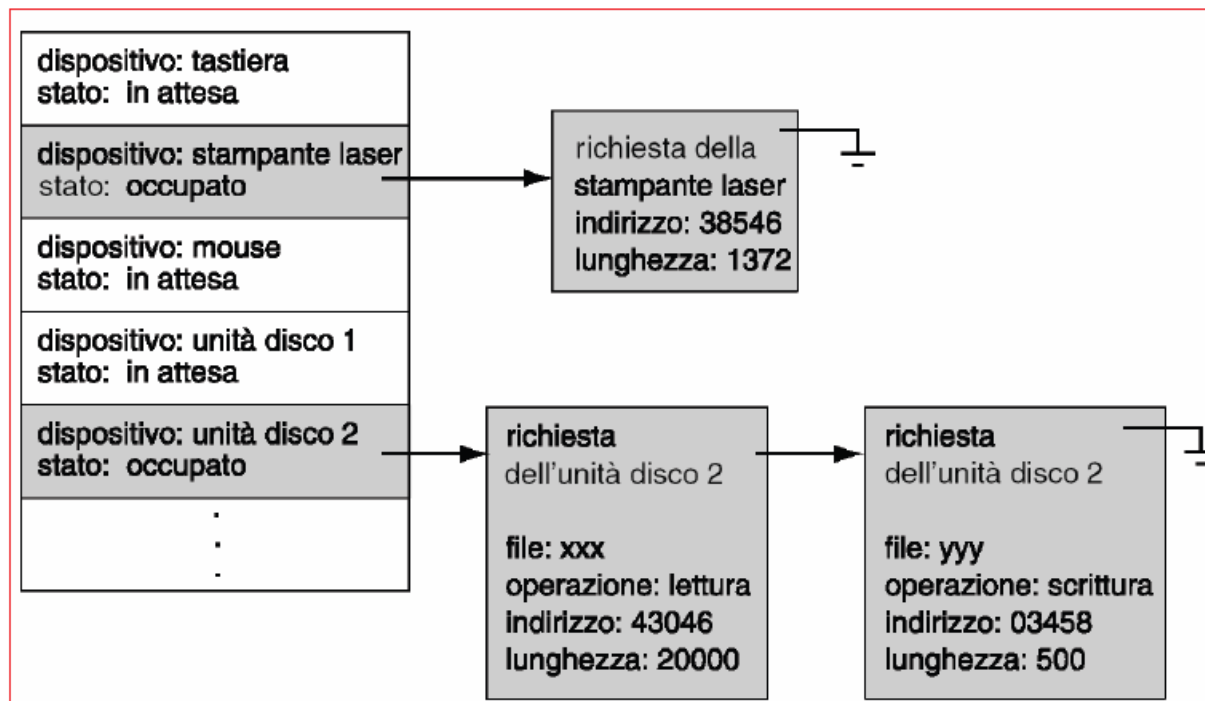 dispositivo: tastiera
stato: in attesa
dispositivo: stampante laser
stato: occupato
dispositivo: mouse
stato: in attesa
dispositivo: unità disco 1
stato: in attesa
dispositivo: unità disco 2
stato: occupato
.
.
.
richiesta della
stampante laser
indirizzo: 38546
lunghezza: 1372
richiesta
dell'unità disco 2
file: xxx
operazione: lettura
indirizzo: 43046
lunghezza: 20000
richiesta
dell'unità disco 2
file: yyy
operazione: scrittura
indirizzo: 03458
lunghezza: 500